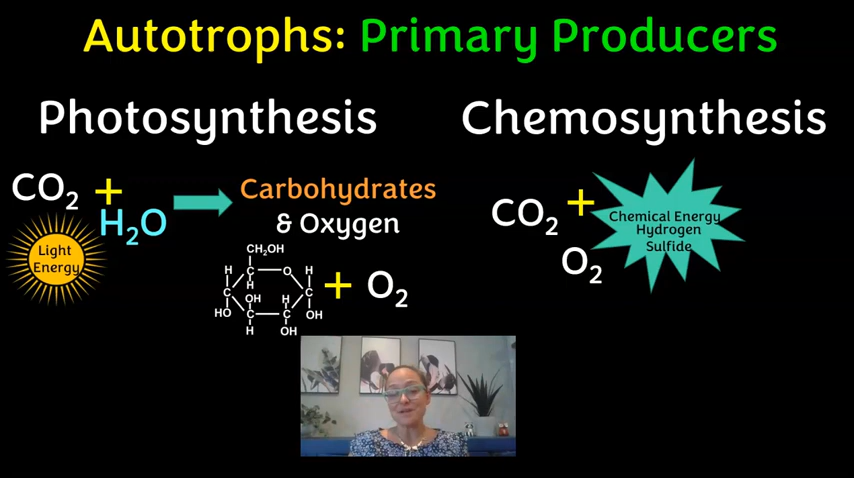 Autotrophs: Primary Producers
Photosynthesis
CO₂ +
H₂O
Light
Energy
Carbohydrates
& Oxygen
CH₂OH
H C O H
H
C OH H C
HO C C OH
H OH
+ O₂
Chemosynthesis
CO₂ +
O₂
Chemical Energy
Hydrogen
Sulfide